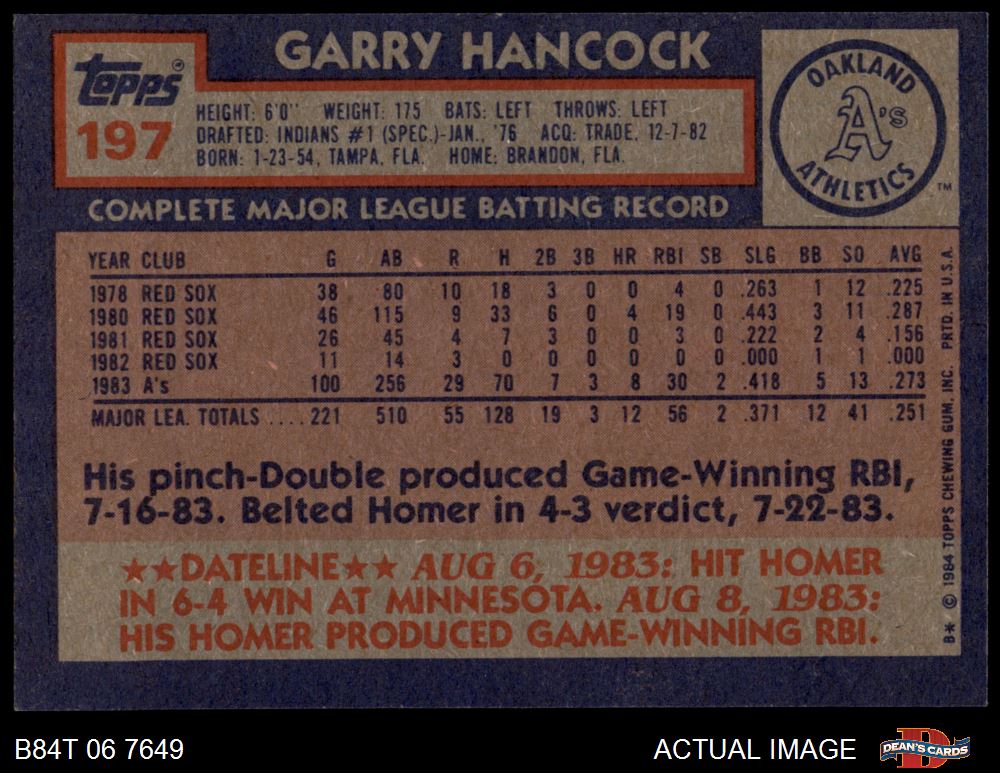 GARRY HANCOCK
topps®
197
HEIGHT: 6'0" WEIGHT: 175 BATS: LEFT THROWS: LEFT
DRAFTED: INDIANS #1 (SPEC.)-JAN., '76 ACQ: TRADE, 12-7-82
BORN: 1-23-54, TAMPA, FLA. HOME: BRANDON, FLA.
OAKLAND
A's
ATHLETICS
TM
COMPLETE MAJOR LEAGUE BATTING RECORD
YEAR CLUB G AB R H 2B 3B HR RBI SB SLG BB SO AVG
1978 RED SOX 38 80 10 18 3 0 0 4 0 .263 1 12 .225
1980 RED SOX 46 115 9 33 6 0 4 19 0 .443 3 11 .287
1981 RED SOX 26 45 4 7 3 0 0 3 0 .222 2 4 .156
1982 RED SOX 11 14 3 0 0 0 0 0 0 .000 1 1 .000
1983 A's 100 256 29 70 7 3 8 30 2 .418 5 13 .273
MAJOR LEA. TOTALS ....221 510 55 128 19 3 12 56 2 .371 12 41 .251
His pinch-Double produced Game-Winning RBI,
7-16-83. Belted Homer in 4-3 verdict, 7-22-83.
★★DATELINE★★ AUG 6, 1983: HIT HOMER
IN 6-4 WIN AT MINNESOTA. AUG 8, 1983:
HIS HOMER PRODUCED GAME-WINNING RBI.
B* © 1984 TOPPS CHEWING GUM, INC. PRTD. IN U.S.A.
B84T 06 7649
ACTUAL IMAGE
DEAN'S CARDS